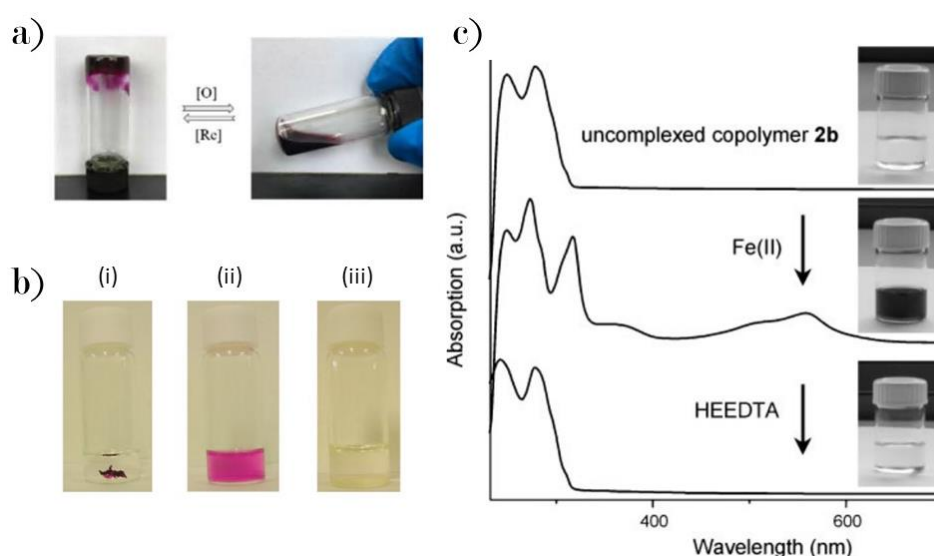 a)
[O]
[Re]
b)
(i) (ii) (iii)
c)
uncomplexed copolymer 2b
Fe(II)
HEEDTA
Absorption (a.u.)
400 600
Wavelength (nm)